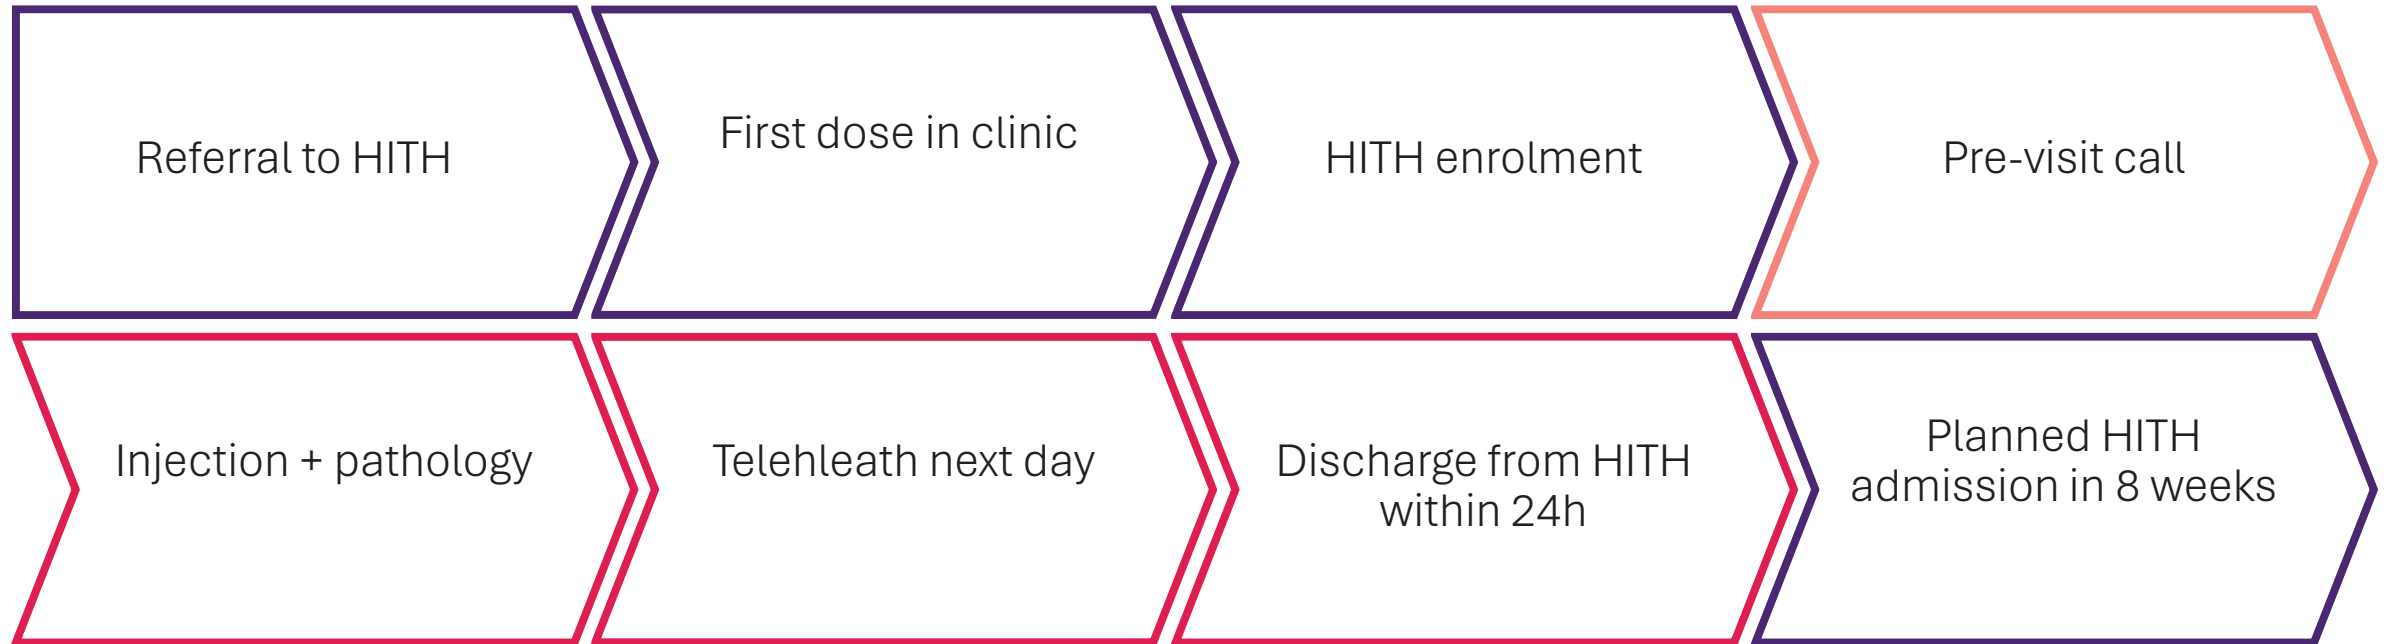 Referral to HITH
First dose in clinic
HITH enrolment
Pre-visit call
Injection + pathology
Telehleath next day
Discharge from HITH
within 24h
Planned HITH
admission in 8 weeks